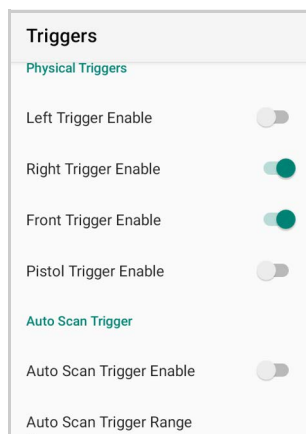 Triggers
Physical Triggers
Left Trigger Enable
Right Trigger Enable
Front Trigger Enable
Pistol Trigger Enable
Auto Scan Trigger
Auto Scan Trigger Enable
Auto Scan Trigger Range